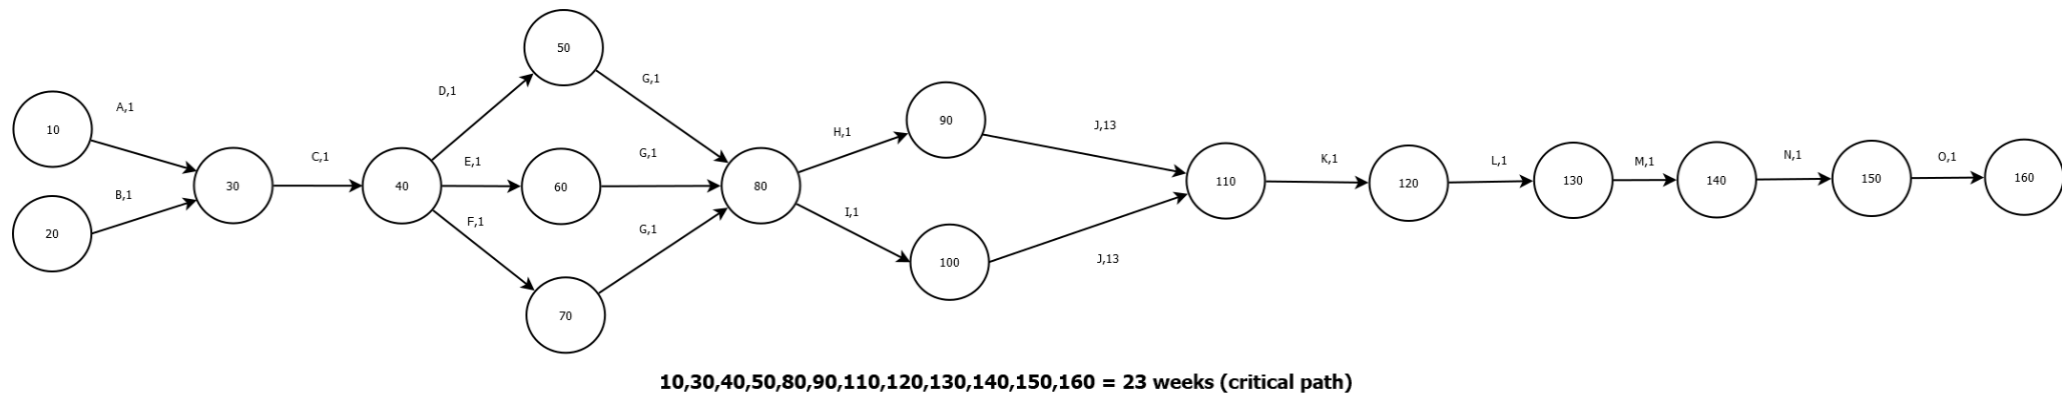 50
D,1
G,1
A,1
10
B,1
20
30
C,1
40
E,1
60
G,1
F,1
70
G,1
80
H,1
90
J,13
I,1
100
J,13
110
K,1
120
L,1
130
M,1
140
N,1
150
O,1
160
10,30,40,50,80,90,110,120,130,140,150,160 = 23 weeks (critical path)